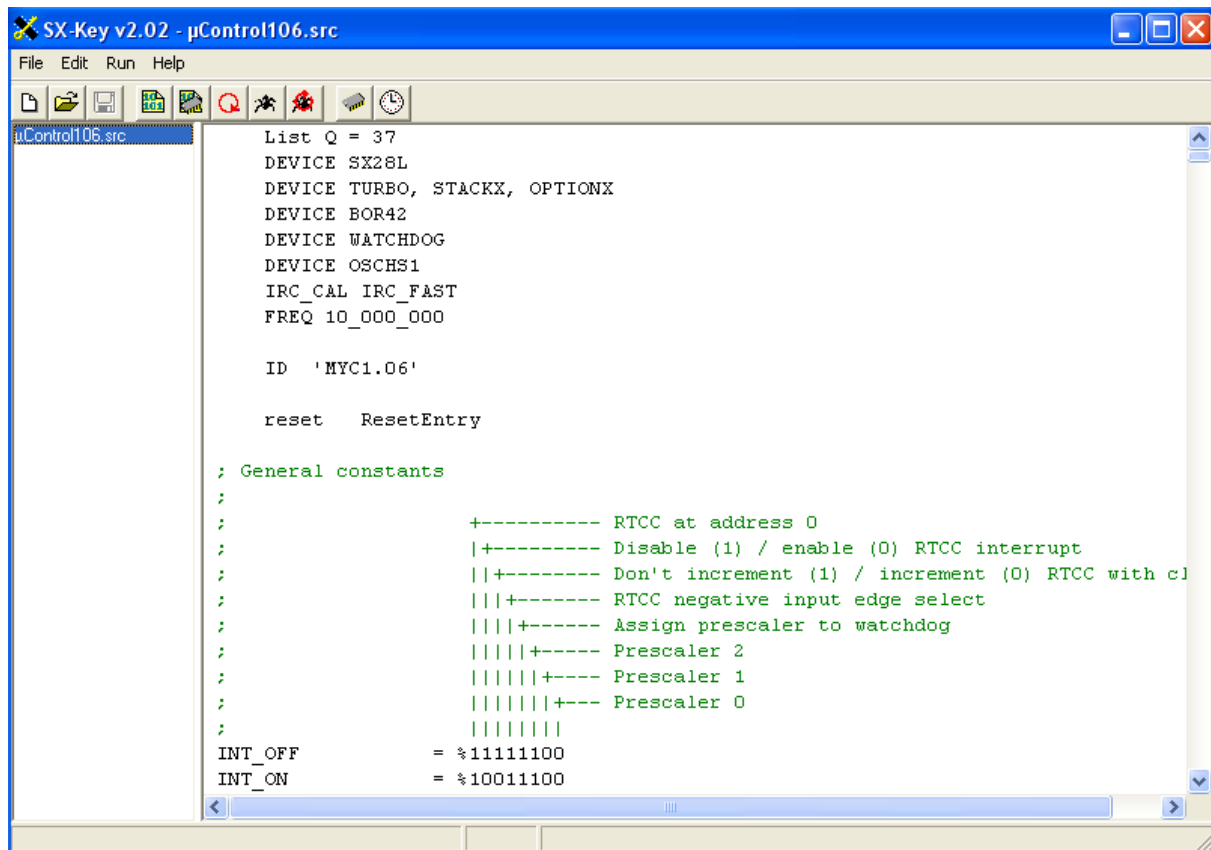 SX-Key v2.02 - µControl106.src
File Edit Run Help
µControl106.src
List Q = 37
DEVICE SX28L
DEVICE TURBO, STACKX, OPTIONX
DEVICE BOR42
DEVICE WATCHDOG
DEVICE OSCHS1
IRC_CAL IRC_FAST
FREQ 10_000_000
ID 'MYC1.06'
reset ResetEntry
; General constants
;
; +---------- RTCC at address 0
; |+--------- Disable (1) / enable (0) RTCC interrupt
; ||+-------- Don't increment (1) / increment (0) RTCC with cl
; |||+------- RTCC negative input edge select
; ||||+------ Assign prescaler to watchdog
; |||||+----- Prescaler 2
; ||||||+---- Prescaler 1
; |||||||+--- Prescaler 0
; ||||||||
INT_OFF = %11111100
INT_ON = %10011100